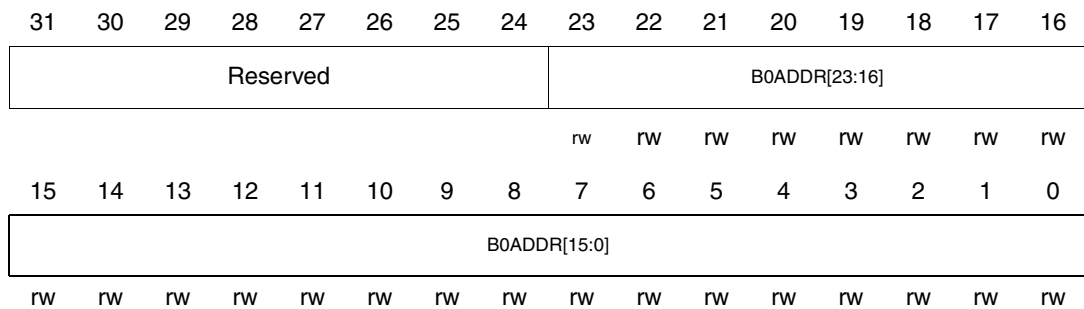 31 30 29 28 27 26 25 24 23 22 21 20 19 18 17 16
Reserved B0ADDR[23:16]
rw rw rw rw rw rw rw rw
15 14 13 12 11 10 9 8 7 6 5 4 3 2 1 0
B0ADDR[15:0]
rw rw rw rw rw rw rw rw rw rw rw rw rw rw rw rw